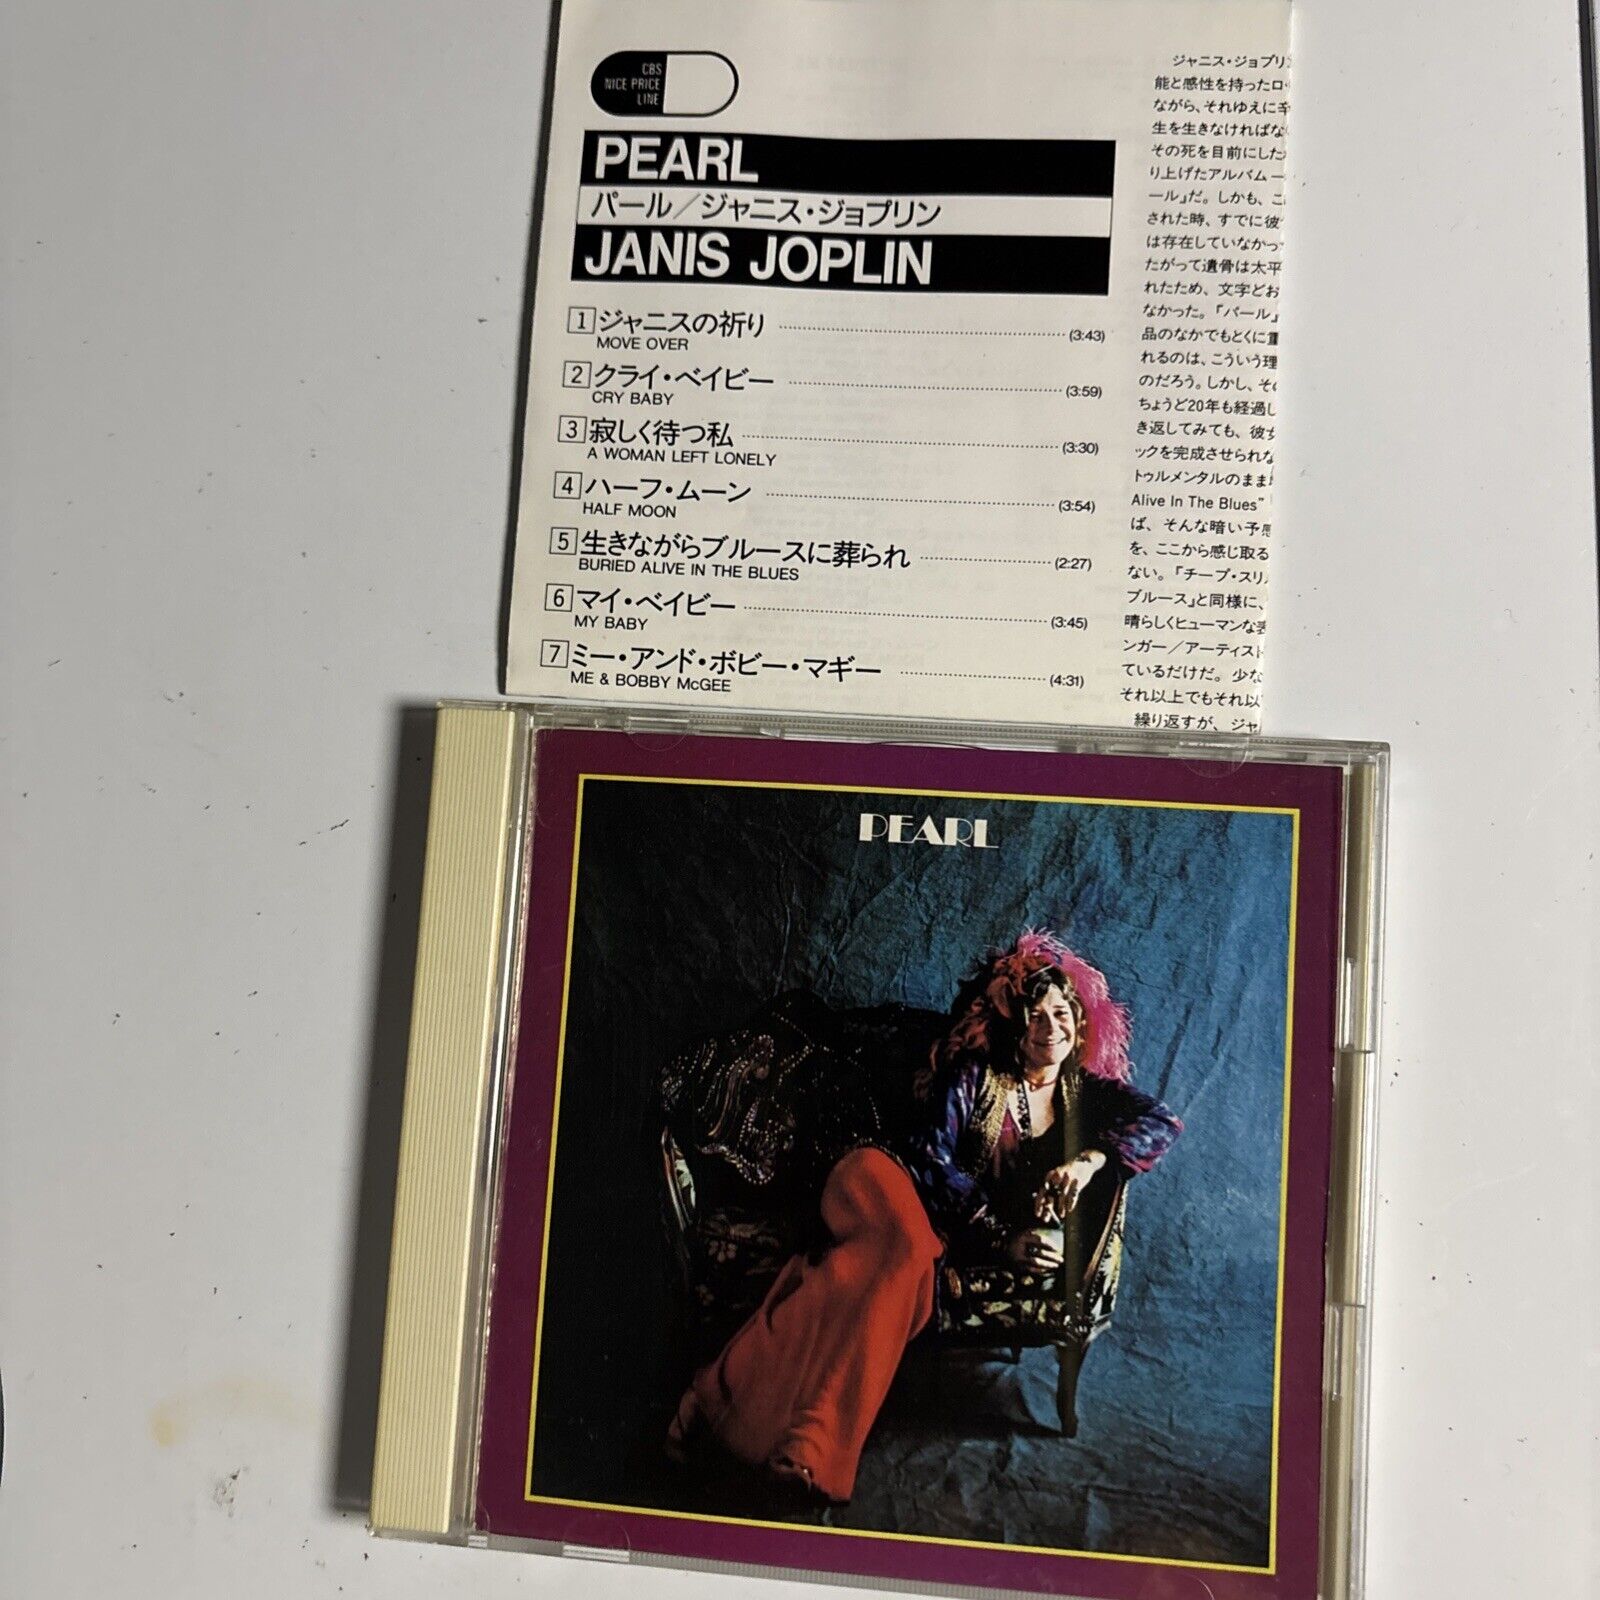 CBS
NICE PRICE
LINE
PEARL
パール／ジャニス・ジョプリン
JANIS JOPLIN
1 ジャニスの祈り (3:43)
MOVE OVER
2 クライ・ベイビー (3:59)
CRY BABY
3 寂しく待つ私 (3:30)
A WOMAN LEFT LONELY
4 ハーフ・ムーン (3:54)
HALF MOON
5 生きながらブルースに葬られ (2:27)
BURIED ALIVE IN THE BLUES
6 マイ・ベイビー (3:45)
MY BABY
7 ミー・アンド・ボビー・マギー (4:31)
ME & BOBBY McGEE
ジャニス・ジョプリ
能と感性を持ったロ
ながら、それゆえに辛
生を生きなければな
その死を目前にした
り上げたアルバム一
ール』だ。しかも、こ
された時、すでに彼
は存在していなかっ
たがって遺骨は太平
れたため、文字どお
なかった。『パール』
品のなかでもとくに重
れるのは、こういう理
のだろう。しかし、そ
ちょうど20年も経過し
き返してみても、彼女
ックを完成させられな
トゥルメンタルのまま
Alive In The Blues"
ば、そんな暗い予感
を、ここから感じ取る
ない。『チープ・スリ
ブルース』と同様に、
晴らしくヒューマンな
ンガー／アーティスト
ているだけだ。少な
それ以上でもそれ以
繰り返すが、ジャ
PEARL